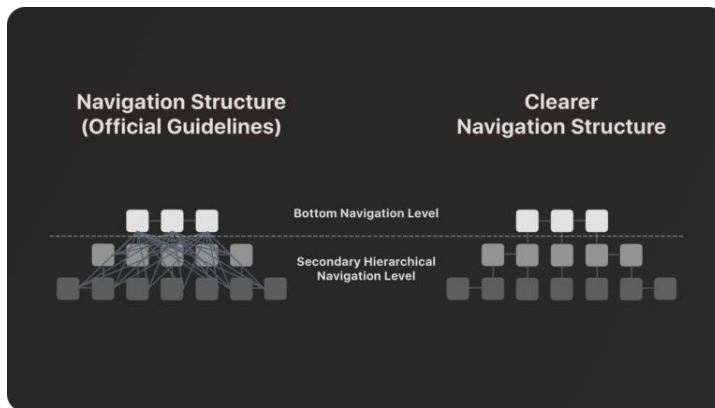 Navigation Structure
(Official Guidelines)
Clearer
Navigation Structure
Bottom Navigation Level
Secondary Hierarchical
Navigation Level